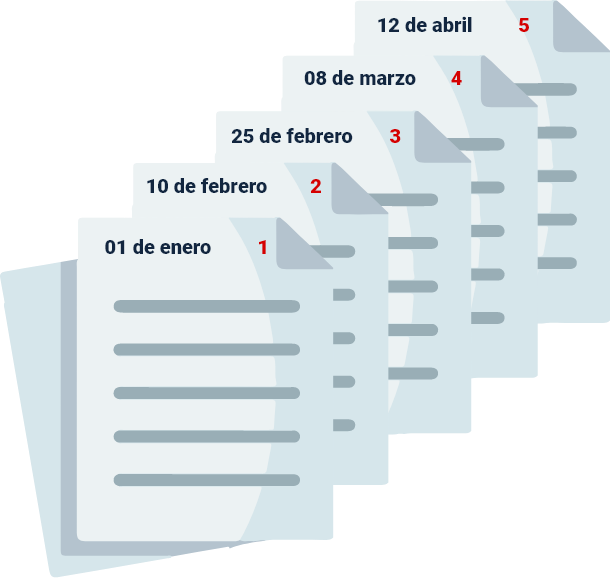 12 de abril 5
08 de marzo 4
25 de febrero 3
10 de febrero 2
01 de enero 1